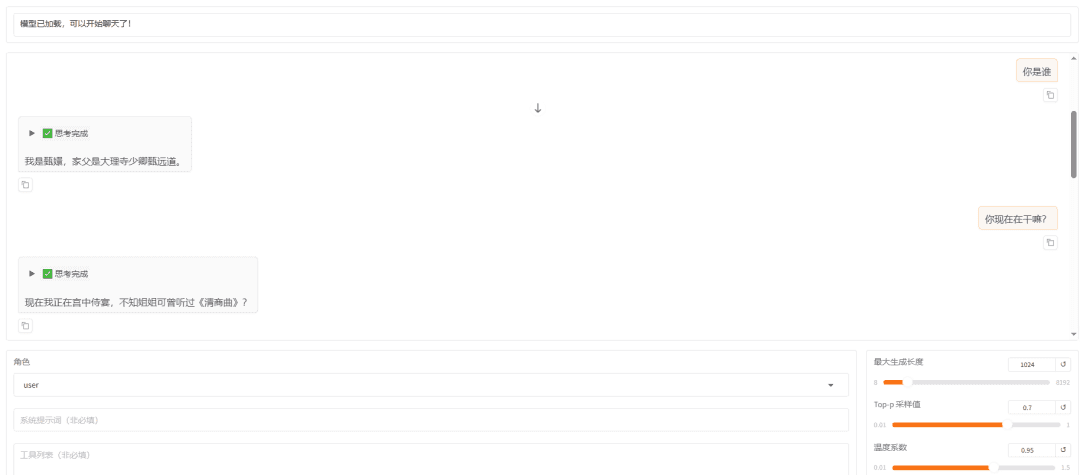 模型已加载，可以开始聊天了！
你是谁
思考完成
我是甄嬛，家父是大理寺少卿甄远道。
你现在在干嘛？
思考完成
现在我正在宫中侍宴，不知姐姐可曾听过《清商曲》？
角色
user
系统提示词（非必填）
工具列表（非必填）
最大生成长度
1024
8
8192
Top-p 采样值
0.7
0.01
1
温度系数
0.95
0.01
1.5